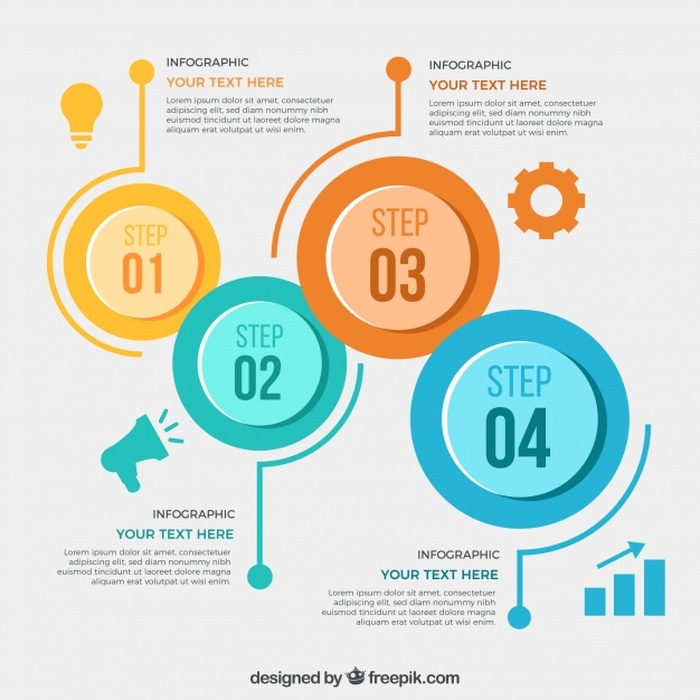 INFOGRAPHIC
YOUR TEXT HERE
Lorem ipsum dolor sit amet, consectetuer
adipiscing elit, sed diam nonummy nibh
euismod tincidunt ut laoreet dolore magna
aliquam erat volutpat. Ut wisi enim.
INFOGRAPHIC
YOUR TEXT HERE
Lorem ipsum dolor sit amet, consectetuer
adipiscing elit, sed diam nonummy nibh
euismod tincidunt ut laoreet dolore magna
aliquam erat volutpat. Ut wisi enim.
STEP
01
STEP
02
STEP
03
STEP
04
INFOGRAPHIC
YOUR TEXT HERE
Lorem ipsum dolor sit amet, consectetuer
adipiscing elit, sed diam nonummy nibh
euismod tincidunt ut laoreet dolore magna
aliquam erat volutpat. Ut wisi enim.
INFOGRAPHIC
YOUR TEXT HERE
Lorem ipsum dolor sit amet, consectetuer
adipiscing elit, sed diam nonummy nibh
euismod tincidunt ut laoreet dolore magna
aliquam erat volutpat. Ut wisi enim.
designed by freepik.com